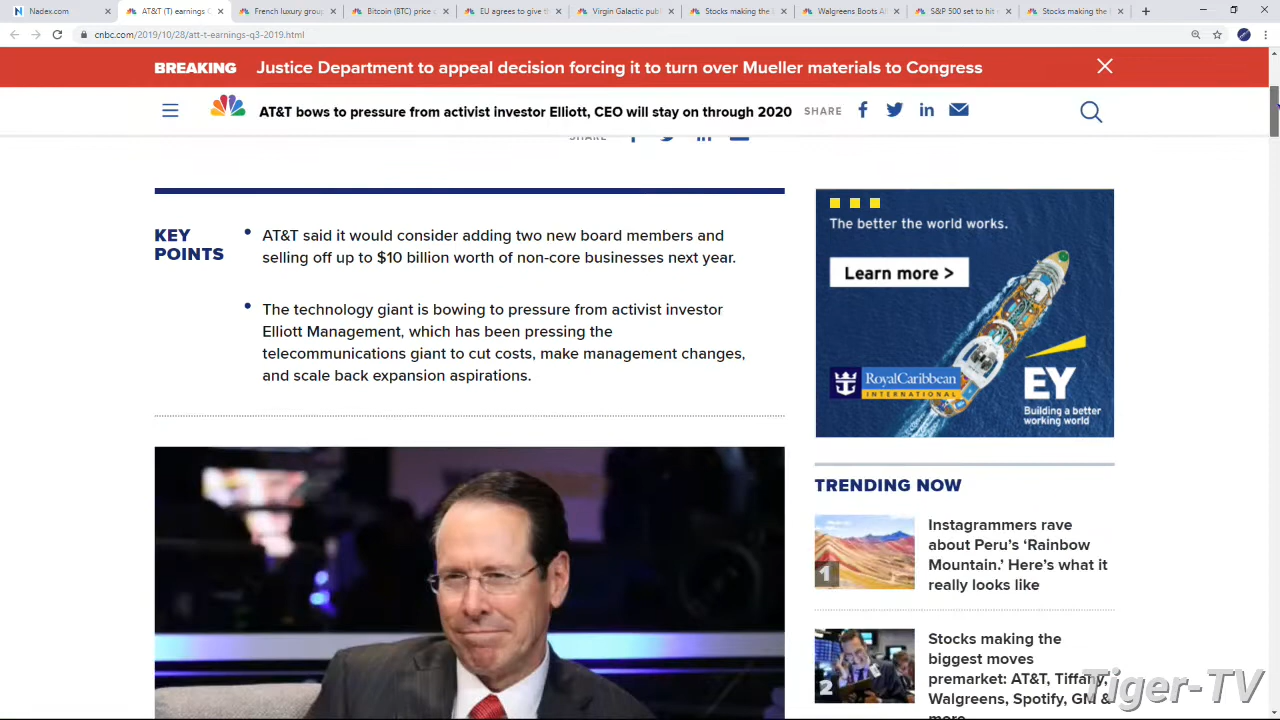 Nadex.com
AT&T (T) earnings
French luxury group
Bitcoin (BTC) price
EU agrees to give
Virgin Galactic pub
Stocks making the
Walgreens Boots
S&P 500 set to hit
Stocks making the
cnbc.com/2019/10/28/att-t-earnings-q3-2019.html
BREAKING Justice Department to appeal decision forcing it to turn over Mueller materials to Congress
AT&T bows to pressure from activist investor Elliott, CEO will stay on through 2020 SHARE
SHARE
KEY
POINTS
AT&T said it would consider adding two new board members and
selling off up to $10 billion worth of non-core businesses next year.
The technology giant is bowing to pressure from activist investor
Elliott Management, which has been pressing the
telecommunications giant to cut costs, make management changes,
and scale back expansion aspirations.
The better the world works.
Learn more >
RoyalCaribbean
INTERNATIONAL
EY
Building a better
working world
TRENDING NOW
1
Instagrammers rave
about Peru's ‘Rainbow
Mountain.’ Here’s what it
really looks like
2
Stocks making the
biggest moves
premarket: AT&T, Tiffany,
Walgreens, Spotify, GM &
more
Tiger-TV